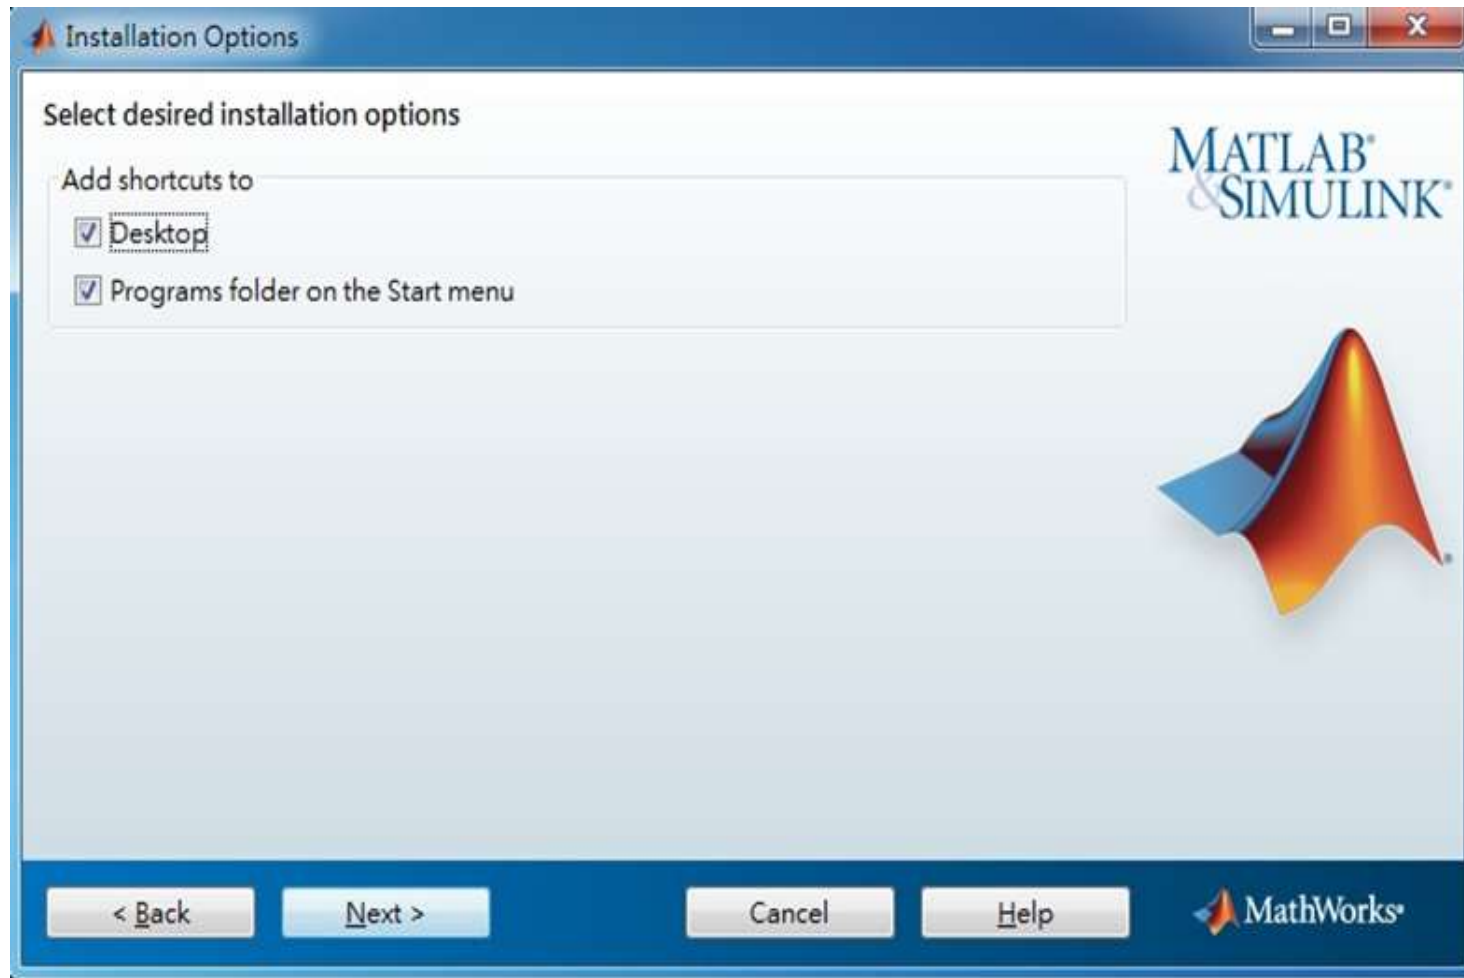 Installation Options
Select desired installation options
MATLAB®
&SIMULINK®
Add shortcuts to
Desktop
Programs folder on the Start menu
< Back
Next >
Cancel
Help
MathWorks®